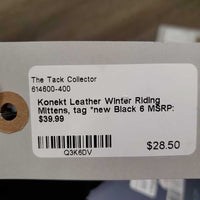 The Tack Collector
614600-400
Konekt Leather Winter Riding
Mittens, tag *new Black 6 MSRP:
$39.99
Q3K6DV
$28.50